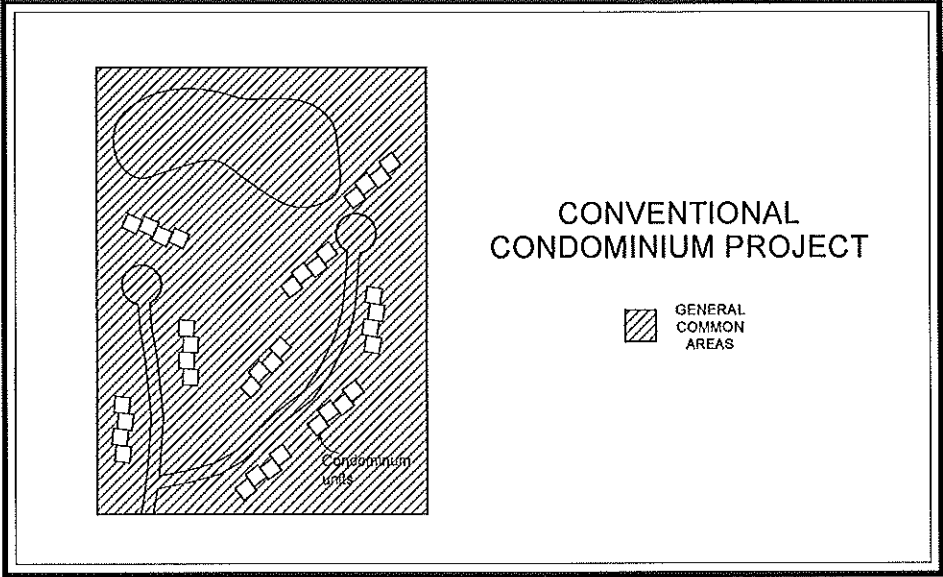 CONVENTIONAL
CONDOMINIUM PROJECT
GENERAL
COMMON
AREAS
Condominium
units